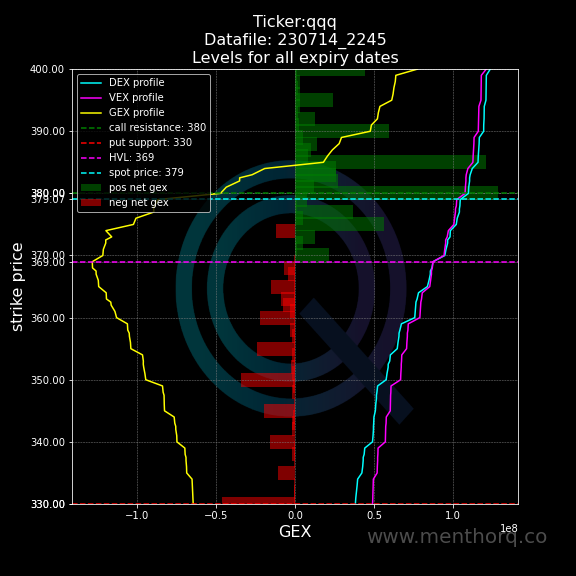 Ticker:qqq
Datafile: 230714_2245
Levels for all expiry dates
DEX profile
VEX profile
GEX profile
call resistance: 380
put support: 330
HVL: 369
spot price: 379
pos net gex
neg net gex
strike price
400.00
390.00
380.00
379.07
370.00
369.00
360.00
350.00
340.00
330.00
−1.0 −0.5 0.0 0.5 1.0
1e8
GEX
www.menthorq.co